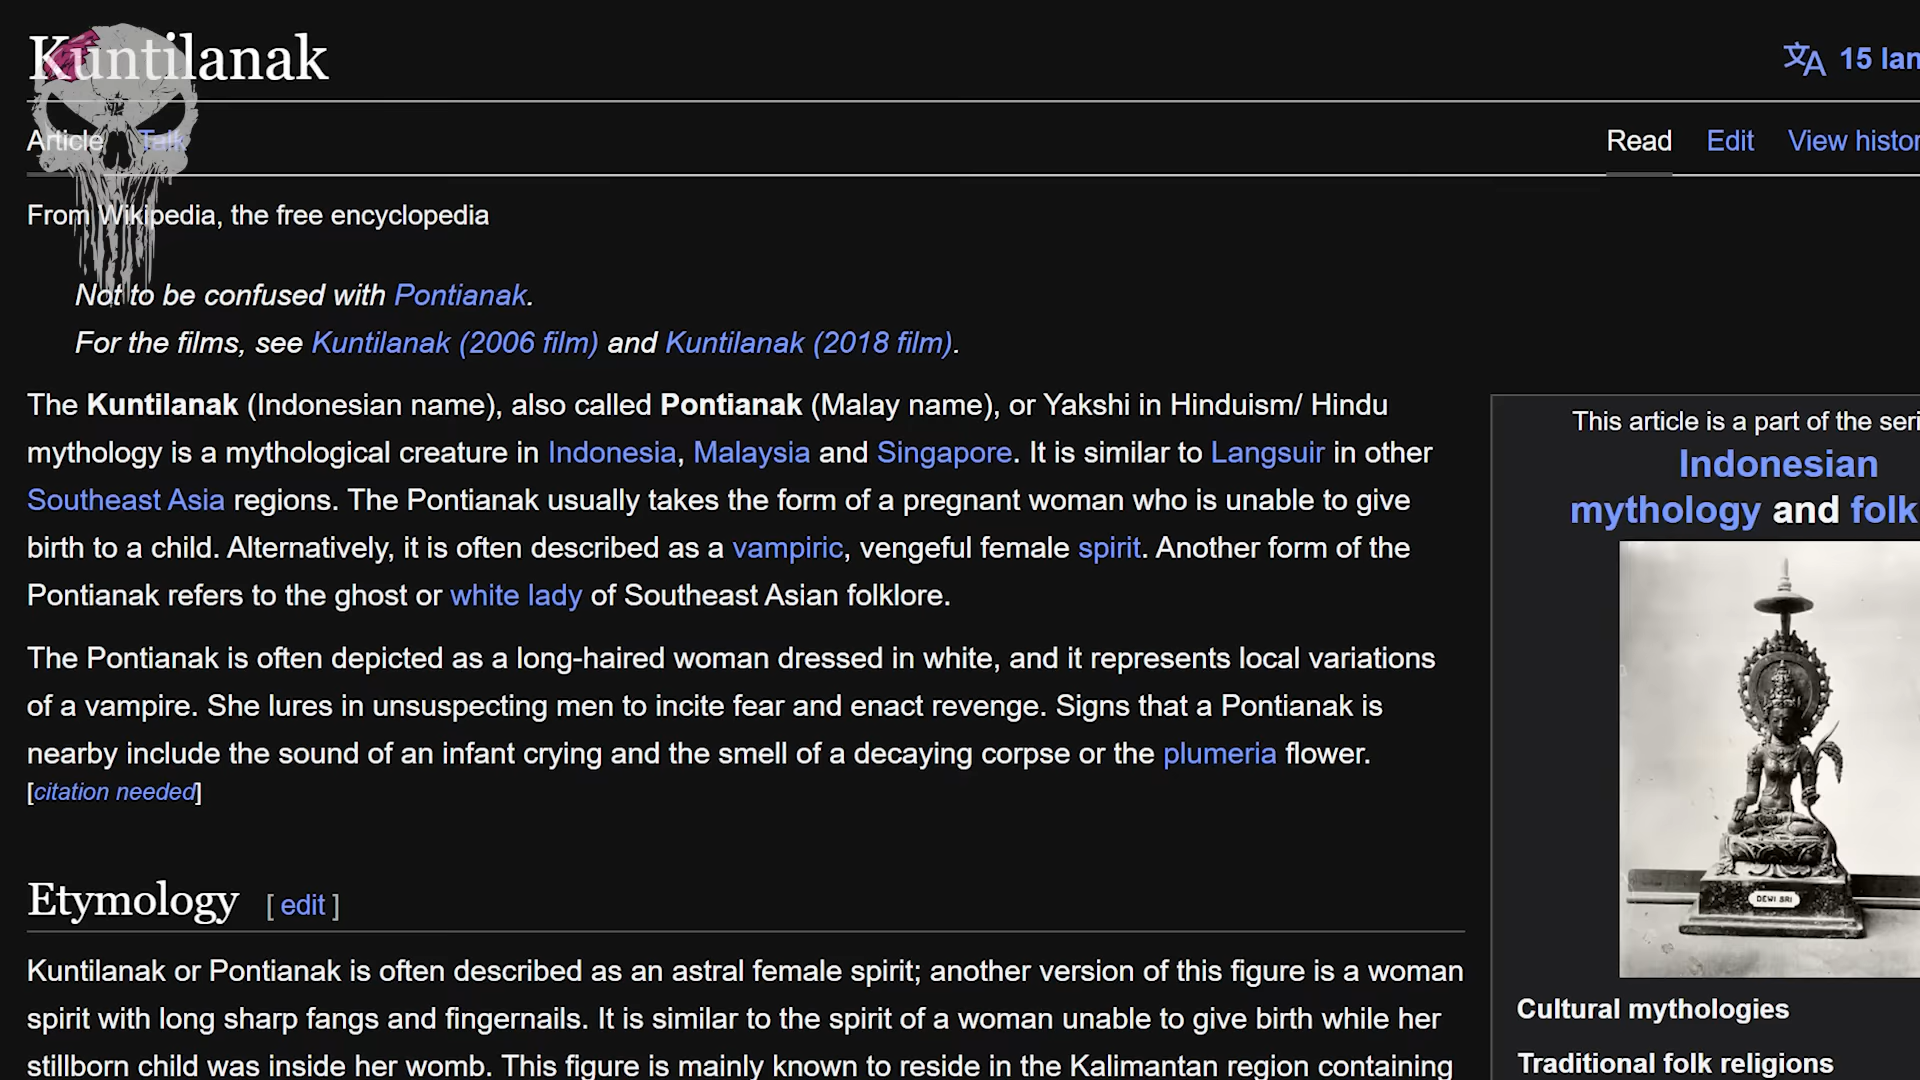 Kuntilanak
15 lan
Article Talk
Read Edit View histor
From Wikipedia, the free encyclopedia
Not to be confused with Pontianak.
For the films, see Kuntilanak (2006 film) and Kuntilanak (2018 film).
The Kuntilanak (Indonesian name), also called Pontianak (Malay name), or Yakshi in Hinduism/ Hindu
mythology is a mythological creature in Indonesia, Malaysia and Singapore. It is similar to Langsuir in other
Southeast Asia regions. The Pontianak usually takes the form of a pregnant woman who is unable to give
birth to a child. Alternatively, it is often described as a vampiric, vengeful female spirit. Another form of the
Pontianak refers to the ghost or white lady of Southeast Asian folklore.
The Pontianak is often depicted as a long-haired woman dressed in white, and it represents local variations
of a vampire. She lures in unsuspecting men to incite fear and enact revenge. Signs that a Pontianak is
nearby include the sound of an infant crying and the smell of a decaying corpse or the plumeria flower.
[citation needed]
Etymology [ edit ]
Kuntilanak or Pontianak is often described as an astral female spirit; another version of this figure is a woman
spirit with long sharp fangs and fingernails. It is similar to the spirit of a woman unable to give birth while her
stillborn child was inside her womb. This figure is mainly known to reside in the Kalimantan region containing
This article is a part of the seri
Indonesian
mythology and folk
DEWI SRI
Cultural mythologies
Traditional folk religions